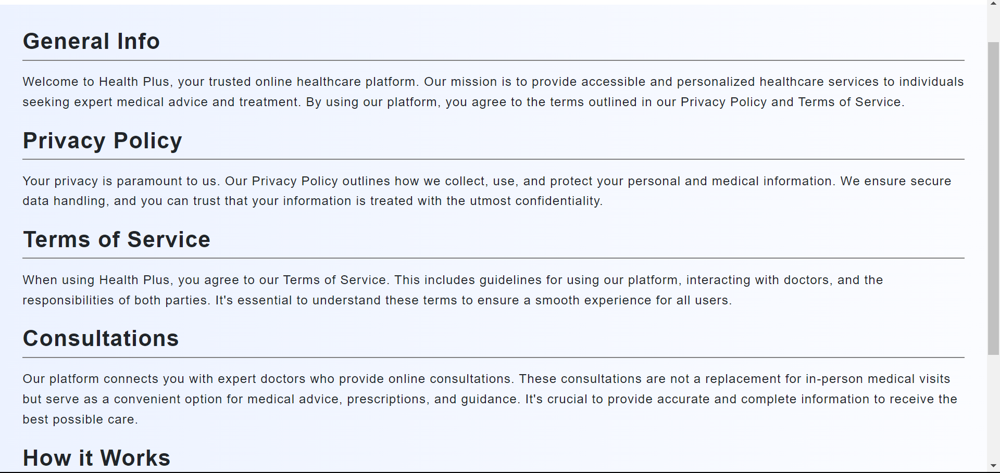 General Info
Welcome to Health Plus, your trusted online healthcare platform. Our mission is to provide accessible and personalized healthcare services to individuals
seeking expert medical advice and treatment. By using our platform, you agree to the terms outlined in our Privacy Policy and Terms of Service.
Privacy Policy
Your privacy is paramount to us. Our Privacy Policy outlines how we collect, use, and protect your personal and medical information. We ensure secure
data handling, and you can trust that your information is treated with the utmost confidentiality.
Terms of Service
When using Health Plus, you agree to our Terms of Service. This includes guidelines for using our platform, interacting with doctors, and the
responsibilities of both parties. It's essential to understand these terms to ensure a smooth experience for all users.
Consultations
Our platform connects you with expert doctors who provide online consultations. These consultations are not a replacement for in-person medical visits
but serve as a convenient option for medical advice, prescriptions, and guidance. It's crucial to provide accurate and complete information to receive the
best possible care.
How it Works